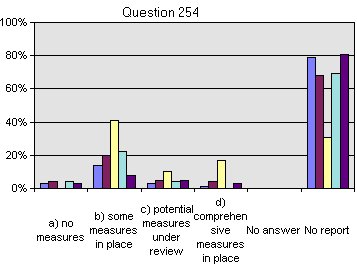 Question 254
100%
80%
60%
40%
20%
0%
a) no
measures
b) some
measures
in place
c) potential
measures
under
review
d)
comprehen
sive
measures
in place
No answer
No report